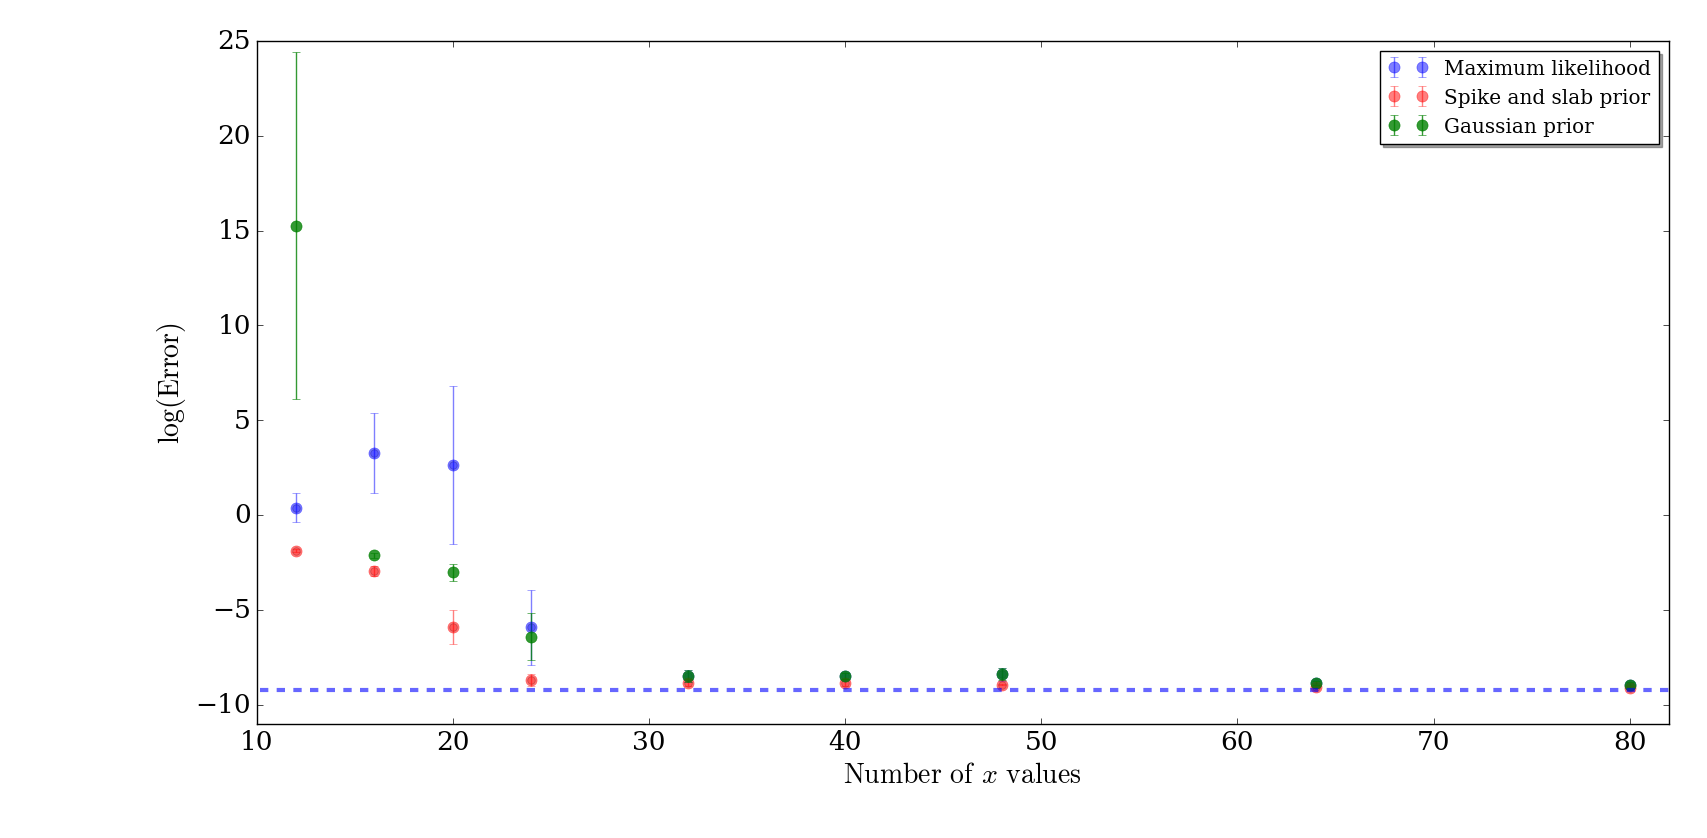 25
20
15
10
5
0
−5
−10
10 20 30 40 50 60 70 80
log(Error)
Number of x values
Maximum likelihood
Spike and slab prior
Gaussian prior